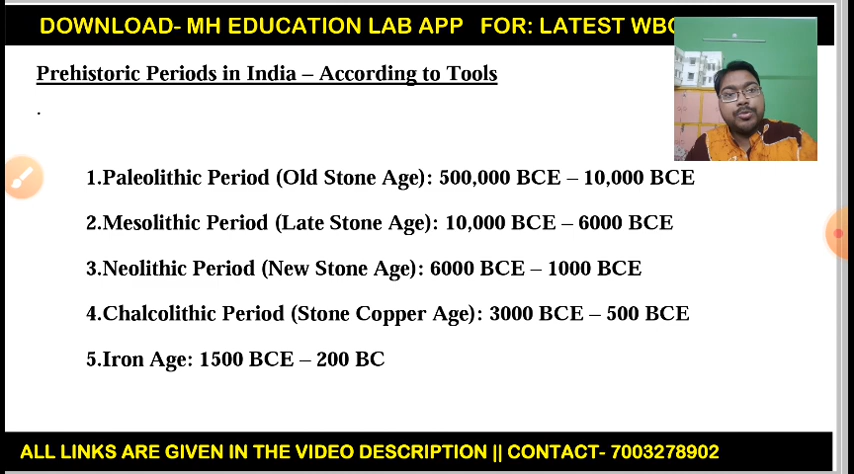 DOWNLOAD- MH EDUCATION LAB APP FOR: LATEST
Prehistoric Periods in India – According to Tools
.
1.Paleolithic Period (Old Stone Age): 500,000 BCE – 10,000 BCE
2.Mesolithic Period (Late Stone Age): 10,000 BCE – 6000 BCE
3.Neolithic Period (New Stone Age): 6000 BCE – 1000 BCE
4.Chalcolithic Period (Stone Copper Age): 3000 BCE – 500 BCE
5.Iron Age: 1500 BCE – 200 BC
ALL LINKS ARE GIVEN IN THE VIDEO DESCRIPTION || CONTACT- 7003278902